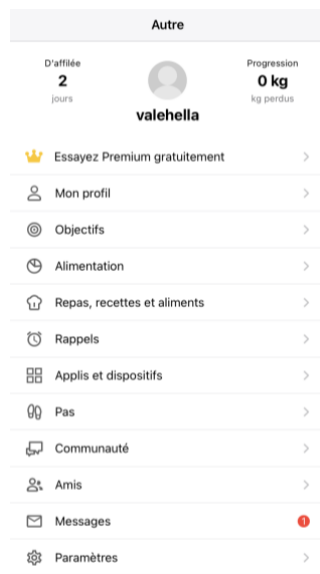 Autre
D'affilée
2
jours
valehella
Progression
0 kg
kg perdus
Essayez Premium gratuitement
Mon profil
Objectifs
Alimentation
Repas, recettes et aliments
Rappels
Applis et dispositifs
Pas
Communauté
Amis
Messages
1
Paramètres